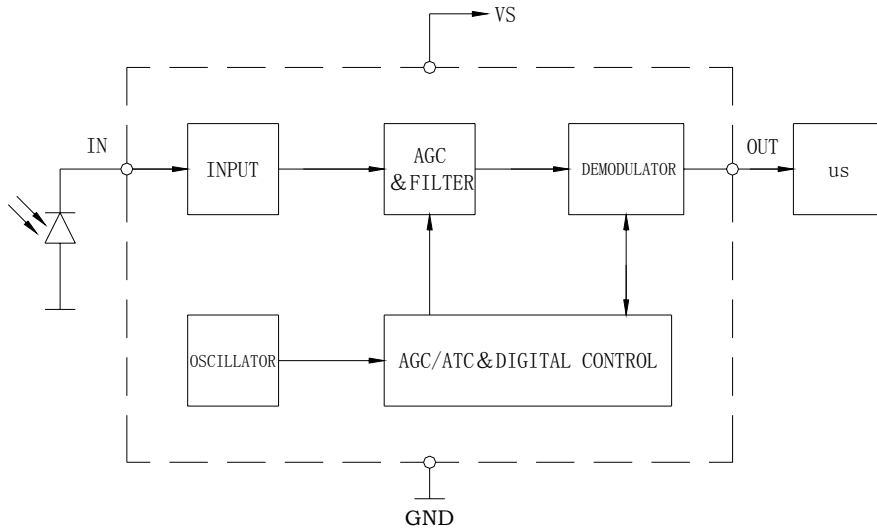 VS
IN
INPUT
AGC
&FILTER
DEMODULATOR
OUT
us
OSCILLATOR
AGC/ATC&DIGITAL CONTROL
GND